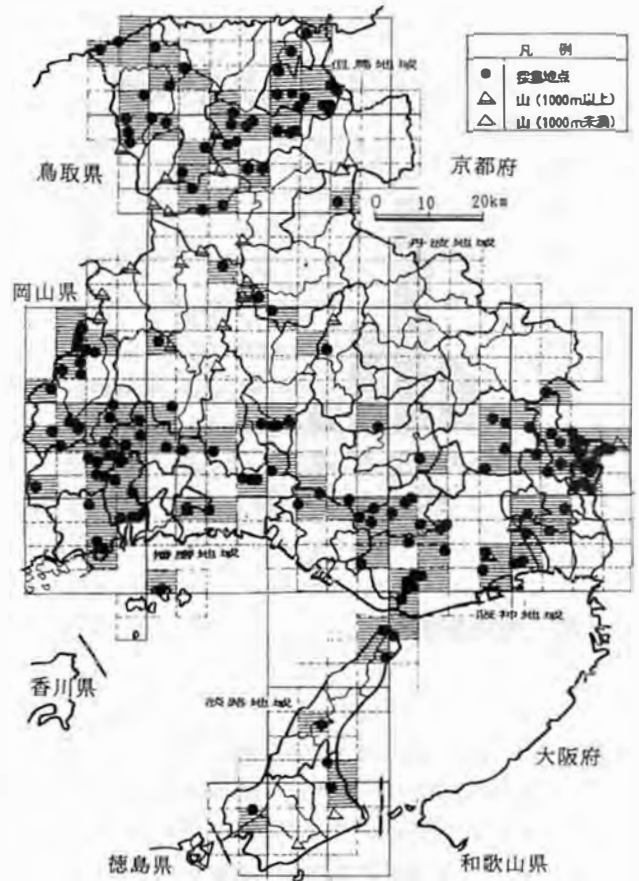 凡 例
採集地点
山（1000m以上）
山（1000m未満）
但馬地域
鳥取県
京都府
0 10 20km
丹波地域
岡山県
播磨地域
阪神地域
香川県
淡路地域
大阪府
徳島県
和歌山県